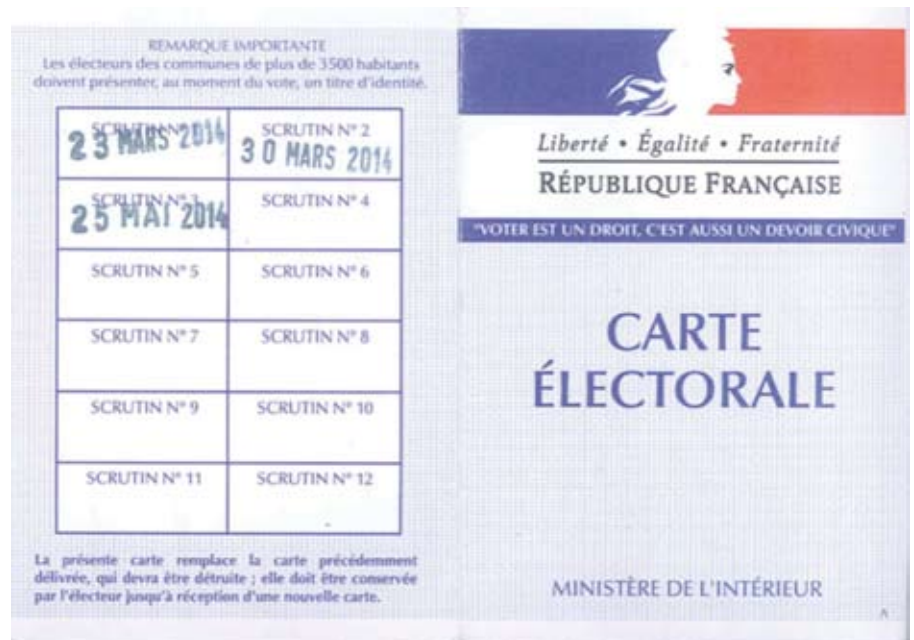 REMARQUE IMPORTANTE
Les électeurs des communes de plus de 3500 habitants
doivent présenter, au moment du vote, un titre d'identité.
SCRUTIN N° 1
23 MARS 2014
SCRUTIN N° 2
30 MARS 2014
SCRUTIN N° 3
25 MAI 2014
SCRUTIN N° 4
SCRUTIN N° 5
SCRUTIN N° 6
SCRUTIN N° 7
SCRUTIN N° 8
SCRUTIN N° 9
SCRUTIN N° 10
SCRUTIN N° 11
SCRUTIN N° 12
La présente carte remplace la carte précédemment
délivrée, qui devra être détruite ; elle doit être conservée
par l'électeur jusqu'à réception d'une nouvelle carte.
Liberté • Égalité • Fraternité
RÉPUBLIQUE FRANÇAISE
"VOTER EST UN DROIT, C'EST AUSSI UN DEVOIR CIVIQUE"
CARTE
ÉLECTORALE
MINISTÈRE DE L'INTÉRIEUR
A